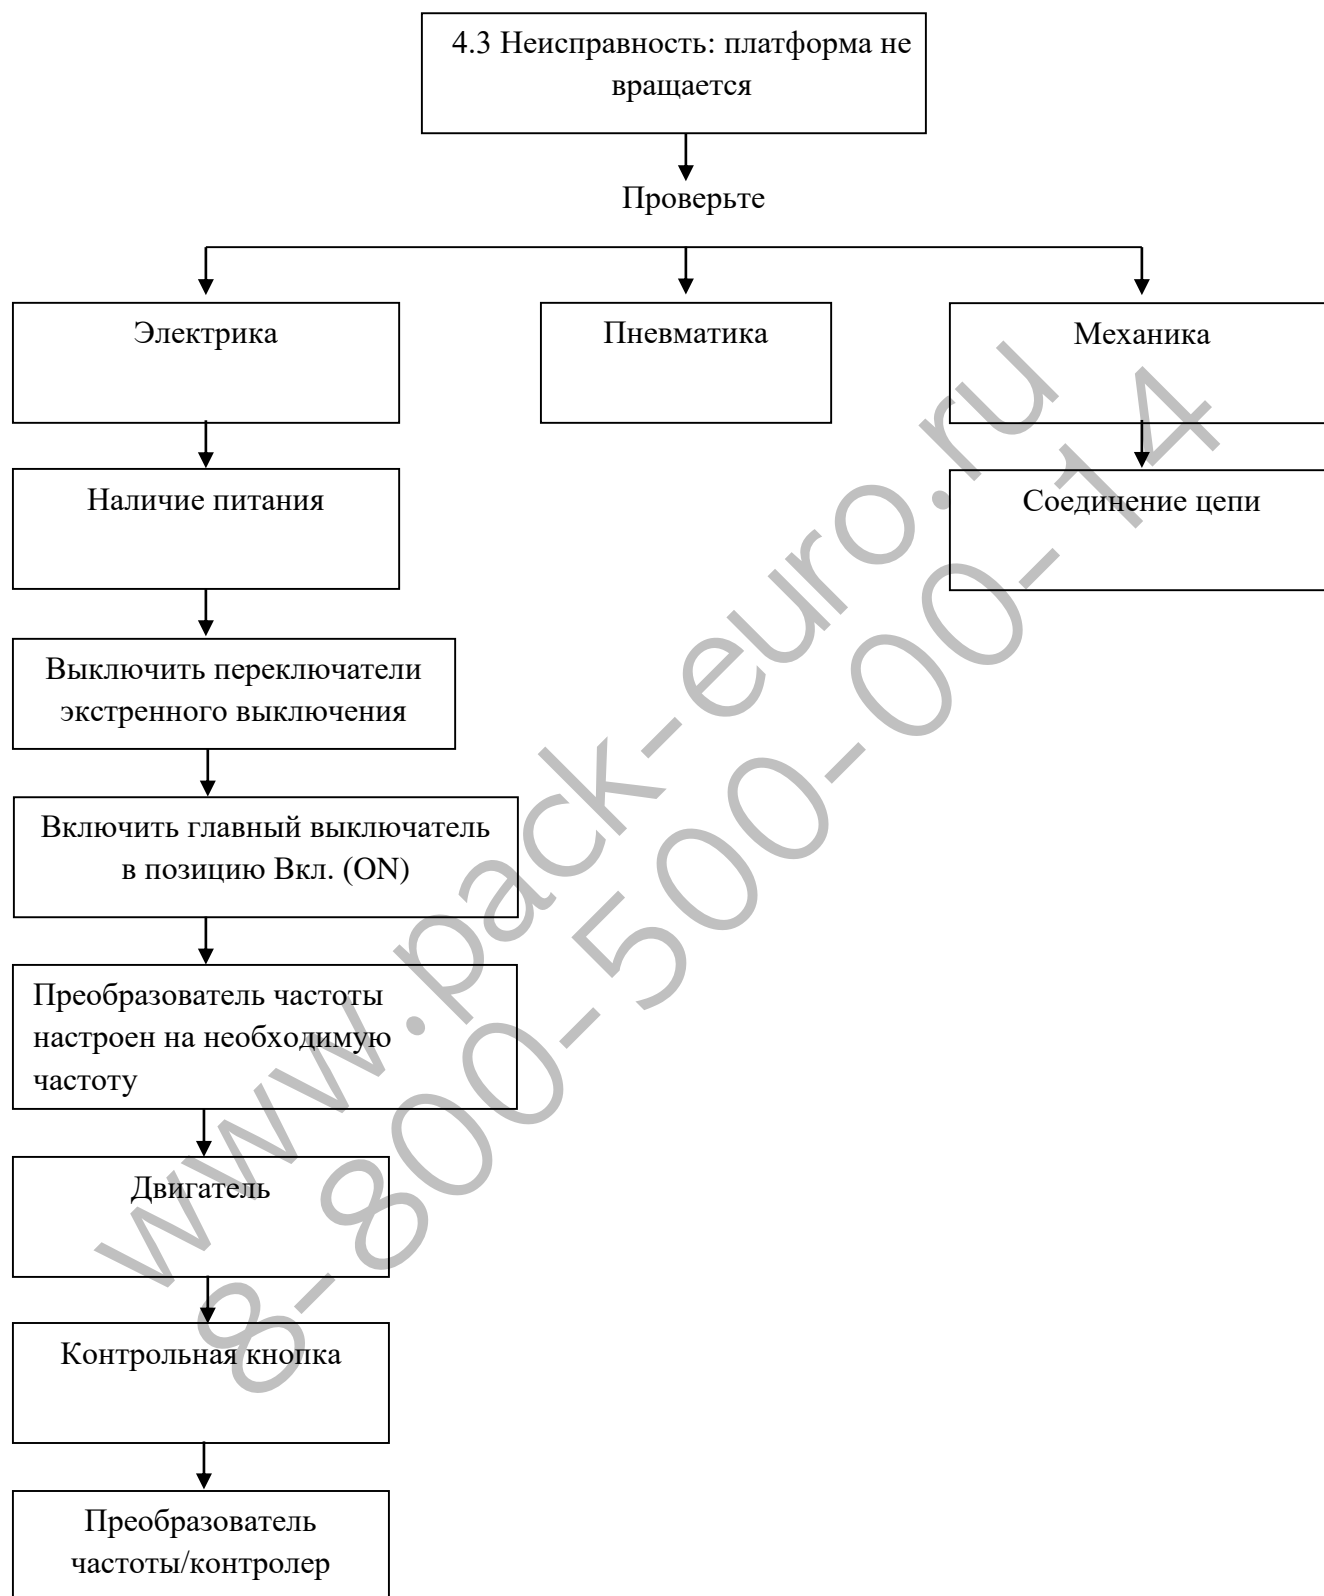 4.3 Неисправность: платформа не
вращается
Проверьте
Электрика
Пневматика
Механика
Наличие питания
Соединение цепи
Выключить переключатели
экстренного выключения
Включить главный выключатель
в позицию Вкл. (ON)
Преобразователь частоты
настроен на необходимую
частоту
Двигатель
Контрольная кнопка
Преобразователь
частоты/контролер
www.pack-euro.ru
8-800-500-00-14